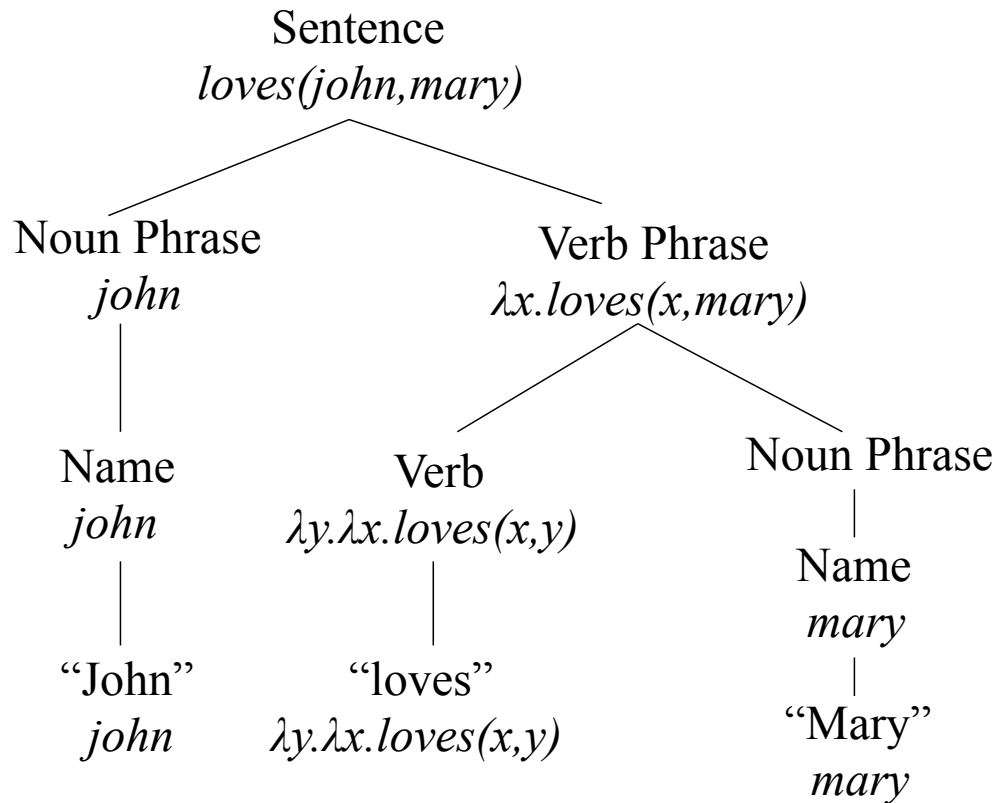 Sentence
loves(john,mary)
Noun Phrase
john
Verb Phrase
λx.loves(x,mary)
Name
john
Verb
λy.λx.loves(x,y)
Noun Phrase
Name
mary
“John”
john
“loves”
λy.λx.loves(x,y)
“Mary”
mary